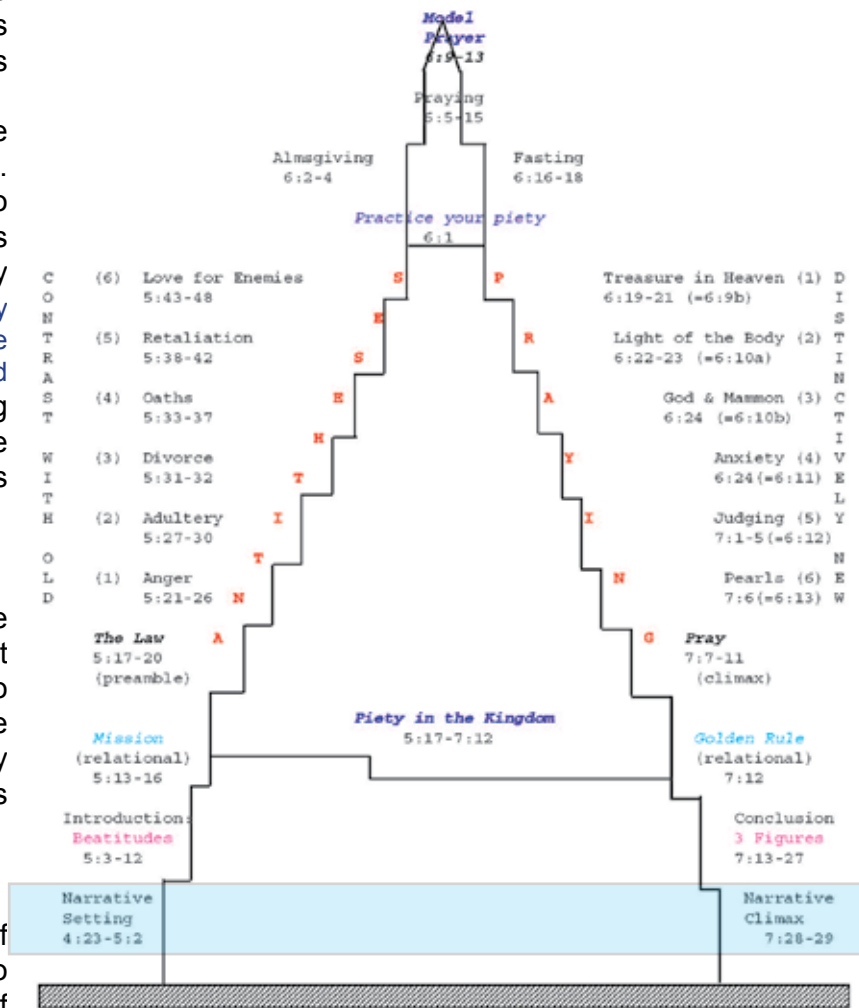 Model
Prayer
6:9-13
Praying
6:5-15
Almsgiving
6:2-4
Fasting
6:16-18
Practice your piety
6:1
CONTRAST WITH OLD
(6) Love for Enemies
5:43-48
(5) Retaliation
5:38-42
(4) Oaths
5:33-37
(3) Divorce
5:31-32
(2) Adultery
5:27-30
(1) Anger
5:21-26
The Law
5:17-20
(preamble)
ANTITHESES
PRAYING
Treasure in Heaven (1)
6:19-21 (=6:9b)
Light of the Body (2)
6:22-23 (=6:10a)
God & Mammon (3)
6:24 (=6:10b)
Anxiety (4)
6:24(=6:11)
Judging (5)
7:1-5(=6:12)
Pearls (6)
7:6(=6:13)
DISTINCTIVELY NEW
Pray
7:7-11
(climax)
Piety in the Kingdom
5:17-7:12
Mission
(relational)
5:13-16
Golden Rule
(relational)
7:12
Introduction:
Beatitudes
5:3-12
Conclusion
3 Figures
7:13-27
Narrative
Setting
4:23-5:2
Narrative
Climax
7:28-29